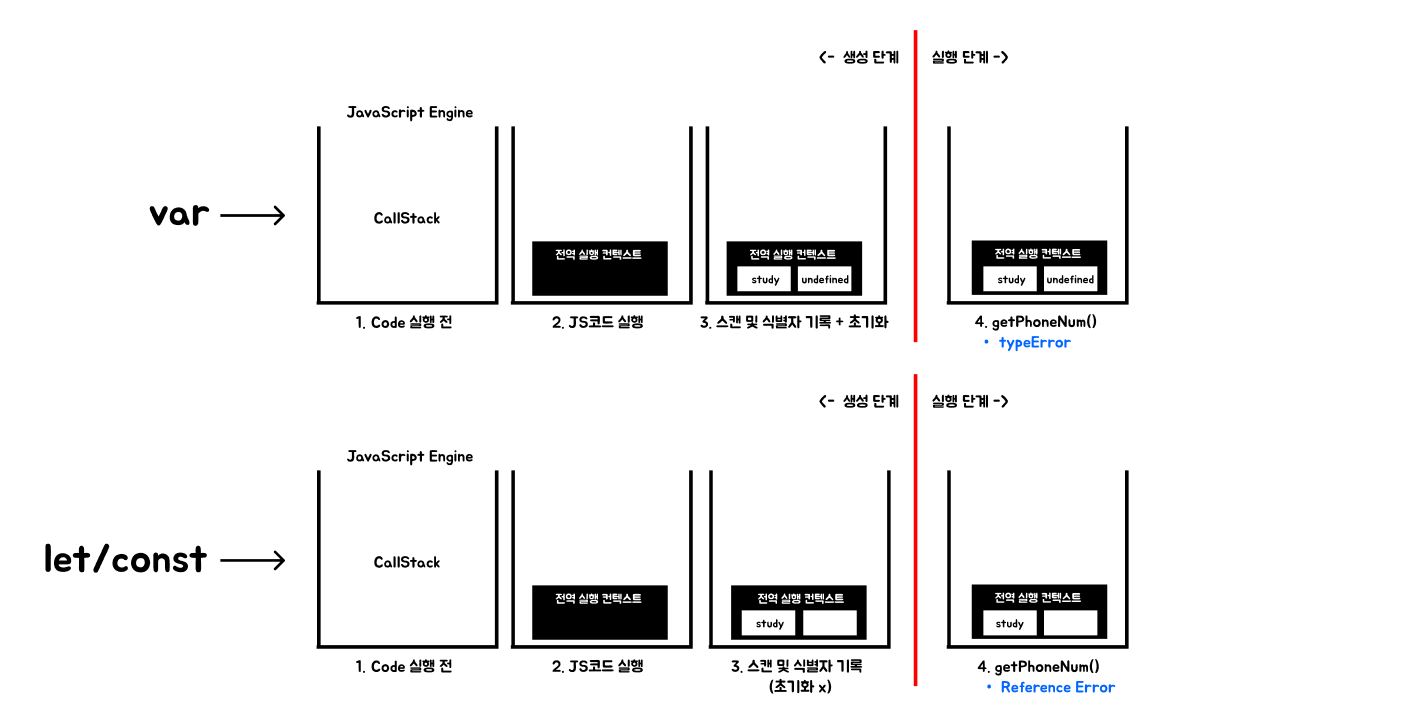 <- 생성 단계
실행 단계 ->
JavaScript Engine
var
CallStack
전역 실행 컨텍스트
전역 실행 컨텍스트
study
undefined
전역 실행 컨텍스트
study
undefined
1. Code 실행 전
2. JS코드 실행
3. 스캔 및 식별자 기록 + 초기화
4. getPhoneNum()
• typeError
<- 생성 단계
실행 단계 ->
JavaScript Engine
let/const
CallStack
전역 실행 컨텍스트
전역 실행 컨텍스트
study
전역 실행 컨텍스트
study
1. Code 실행 전
2. JS코드 실행
3. 스캔 및 식별자 기록
(초기화 x)
4. getPhoneNum()
• Reference Error